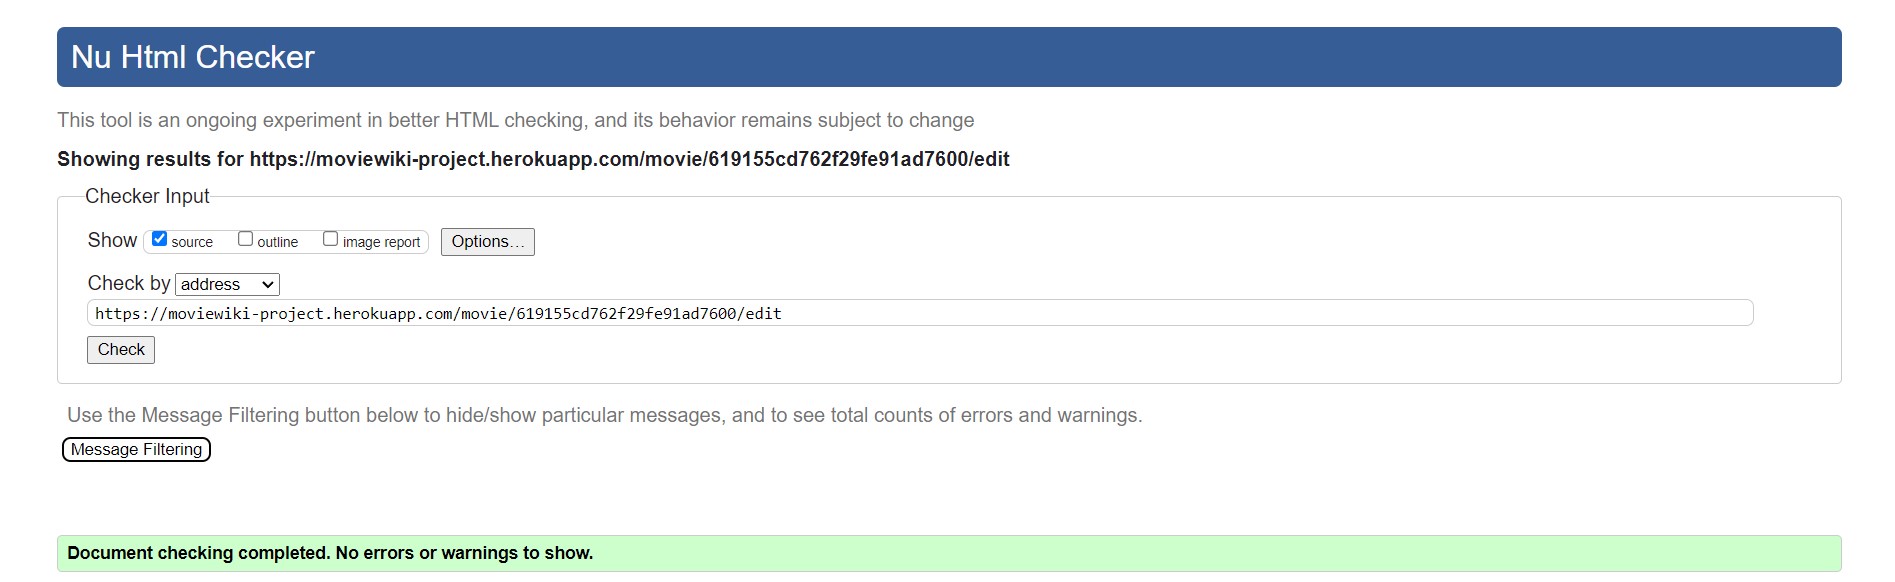 Nu Html Checker
This tool is an ongoing experiment in better HTML checking, and its behavior remains subject to change
Showing results for https://moviewiki-project.herokuapp.com/movie/619155cd762f29fe91ad7600/edit
Checker Input
Show source outline image report Options...
Check by address
https://moviewiki-project.herokuapp.com/movie/619155cd762f29fe91ad7600/edit
Check
Use the Message Filtering button below to hide/show particular messages, and to see total counts of errors and warnings.
Message Filtering
Document checking completed. No errors or warnings to show.